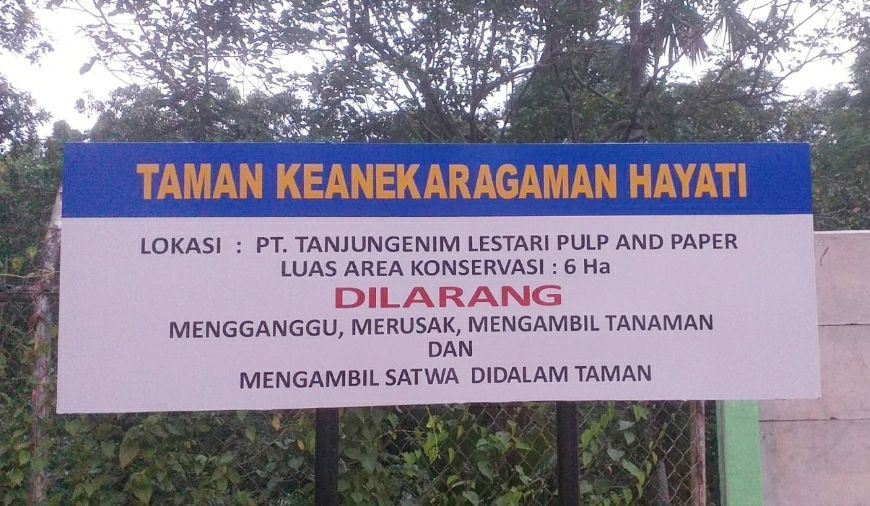 TAMAN KEANEKARAGAMAN HAYATI
LOKASI : PT. TANJUNGENIM LESTARI PULP AND PAPER
LUAS AREA KONSERVASI : 6 Ha
DILARANG
MENGGANGGU, MERUSAK, MENGAMBIL TANAMAN
DAN
MENGAMBIL SATWA DIDALAM TAMAN